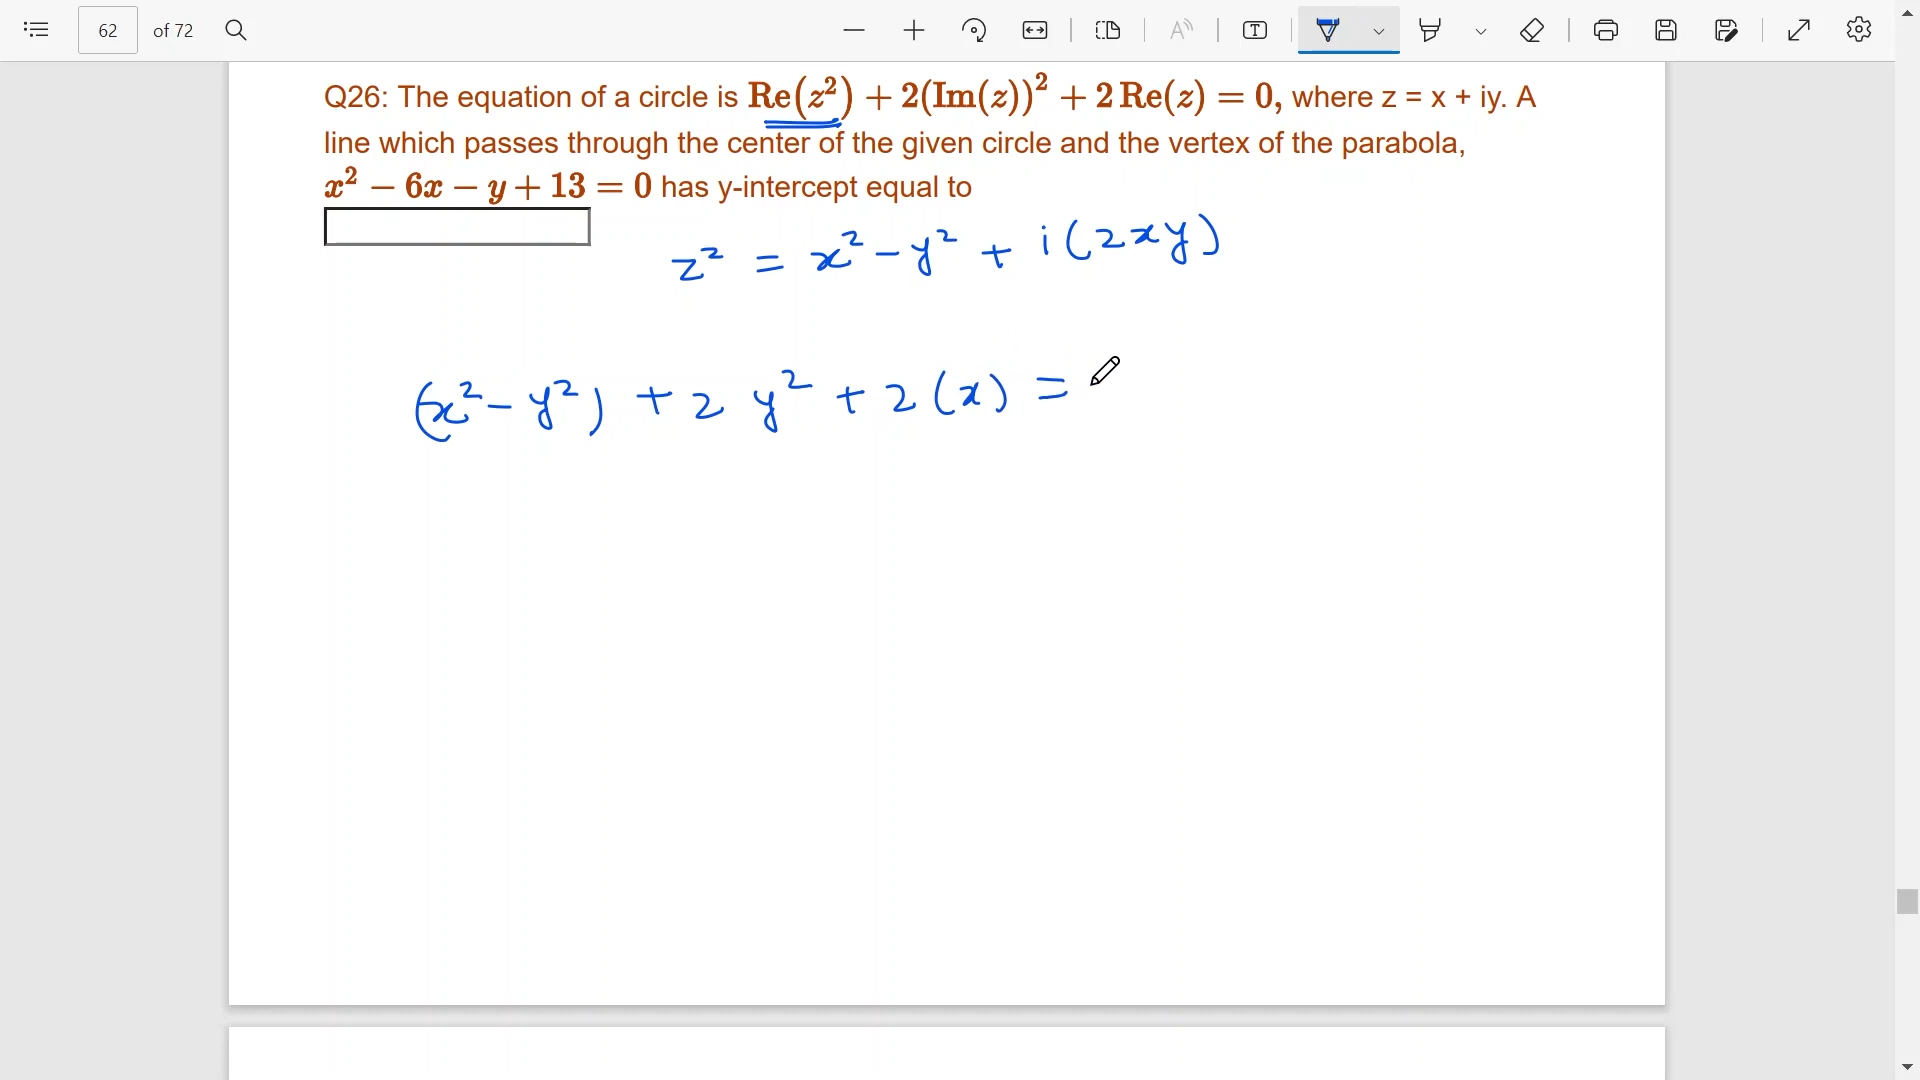 62 of 72
Q26: The equation of a circle is Re(z²) + 2(Im(z))² + 2 Re(z) = 0, where z = x + iy. A
line which passes through the center of the given circle and the vertex of the parabola,
x² − 6x − y + 13 = 0 has y-intercept equal to
z² = x² − y² + i(2xy)
(x² − y²) + 2 y² + 2(x) =